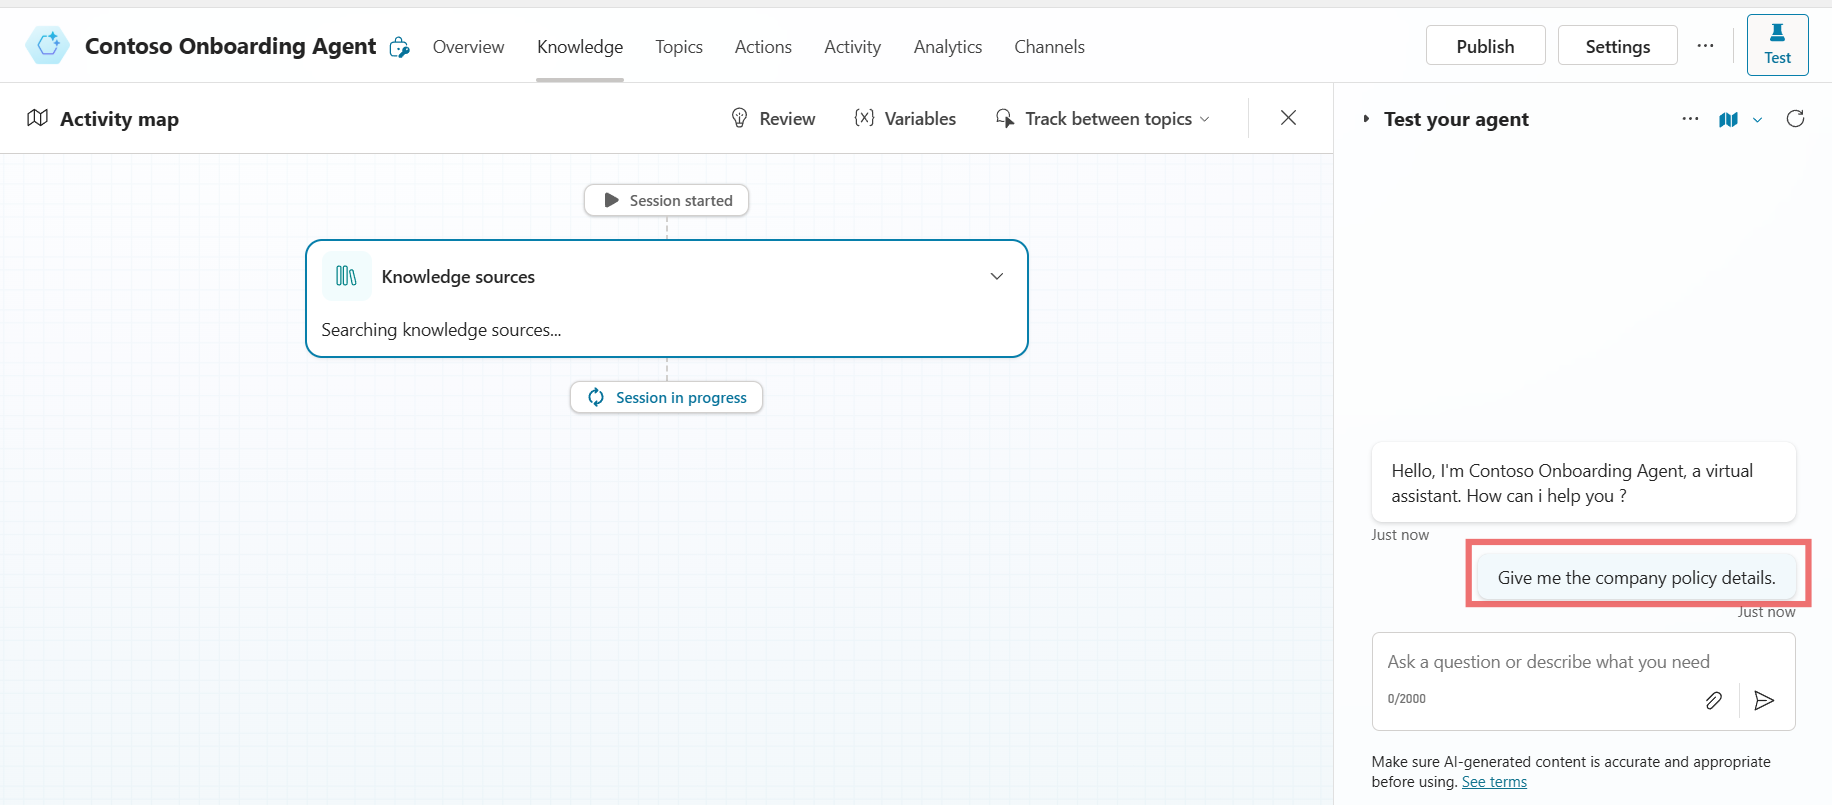 Contoso Onboarding Agent
Overview
Knowledge
Topics
Actions
Activity
Analytics
Channels
Publish
Settings
Test
Activity map
Review
{x} Variables
Track between topics
Test your agent
Session started
Knowledge sources
Searching knowledge sources...
Session in progress
Hello, I'm Contoso Onboarding Agent, a virtual
assistant. How can i help you ?
Just now
Give me the company policy details.
Just now
Ask a question or describe what you need
0/2000
Make sure AI-generated content is accurate and appropriate
before using. See terms